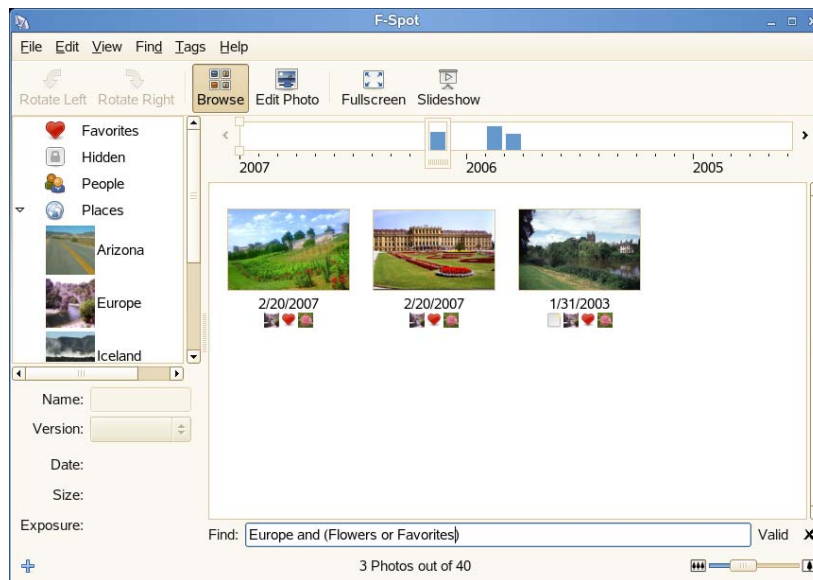 F-Spot
File Edit View Find Tags Help
Rotate Left Rotate Right Browse Edit Photo Fullscreen Slideshow
Favorites
Hidden
People
Places
Arizona
Europe
Iceland
2007 2006 2005
2/20/2007 2/20/2007 1/31/2003
Name:
Version:
Date:
Size:
Exposure:
Find: Europe and (Flowers or Favorites) Valid
3 Photos out of 40